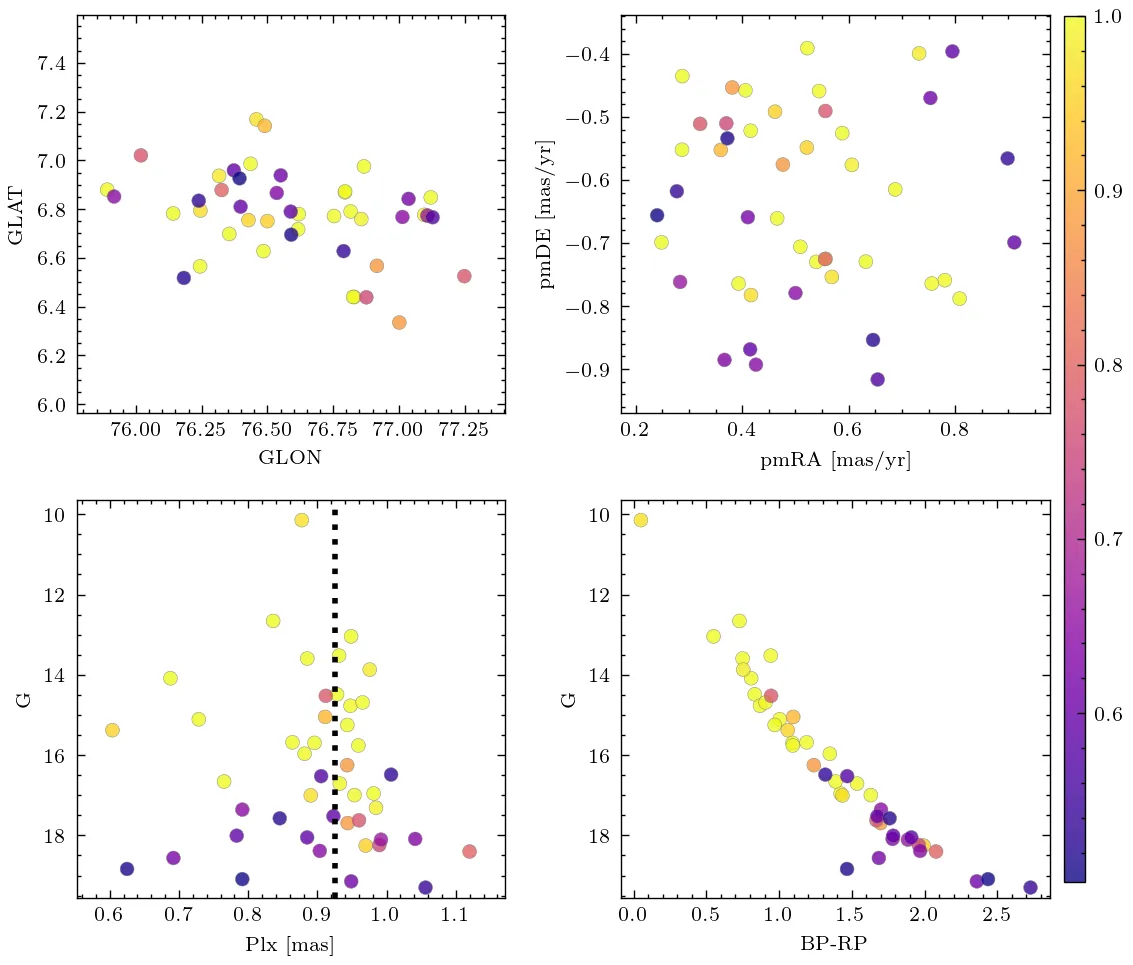 7.4
7.2
7.0
6.8
6.6
6.4
6.2
6.0
GLAT
76.00 76.25 76.50 76.75 77.00 77.25
GLON
−0.4
−0.5
−0.6
−0.7
−0.8
−0.9
pmDE [mas/yr]
0.2 0.4 0.6 0.8
pmRA [mas/yr]
10
12
14
16
18
G
0.6 0.7 0.8 0.9 1.0 1.1
Plx [mas]
10
12
14
16
18
G
0.0 0.5 1.0 1.5 2.0 2.5
BP-RP
1.0
0.9
0.8
0.7
0.6